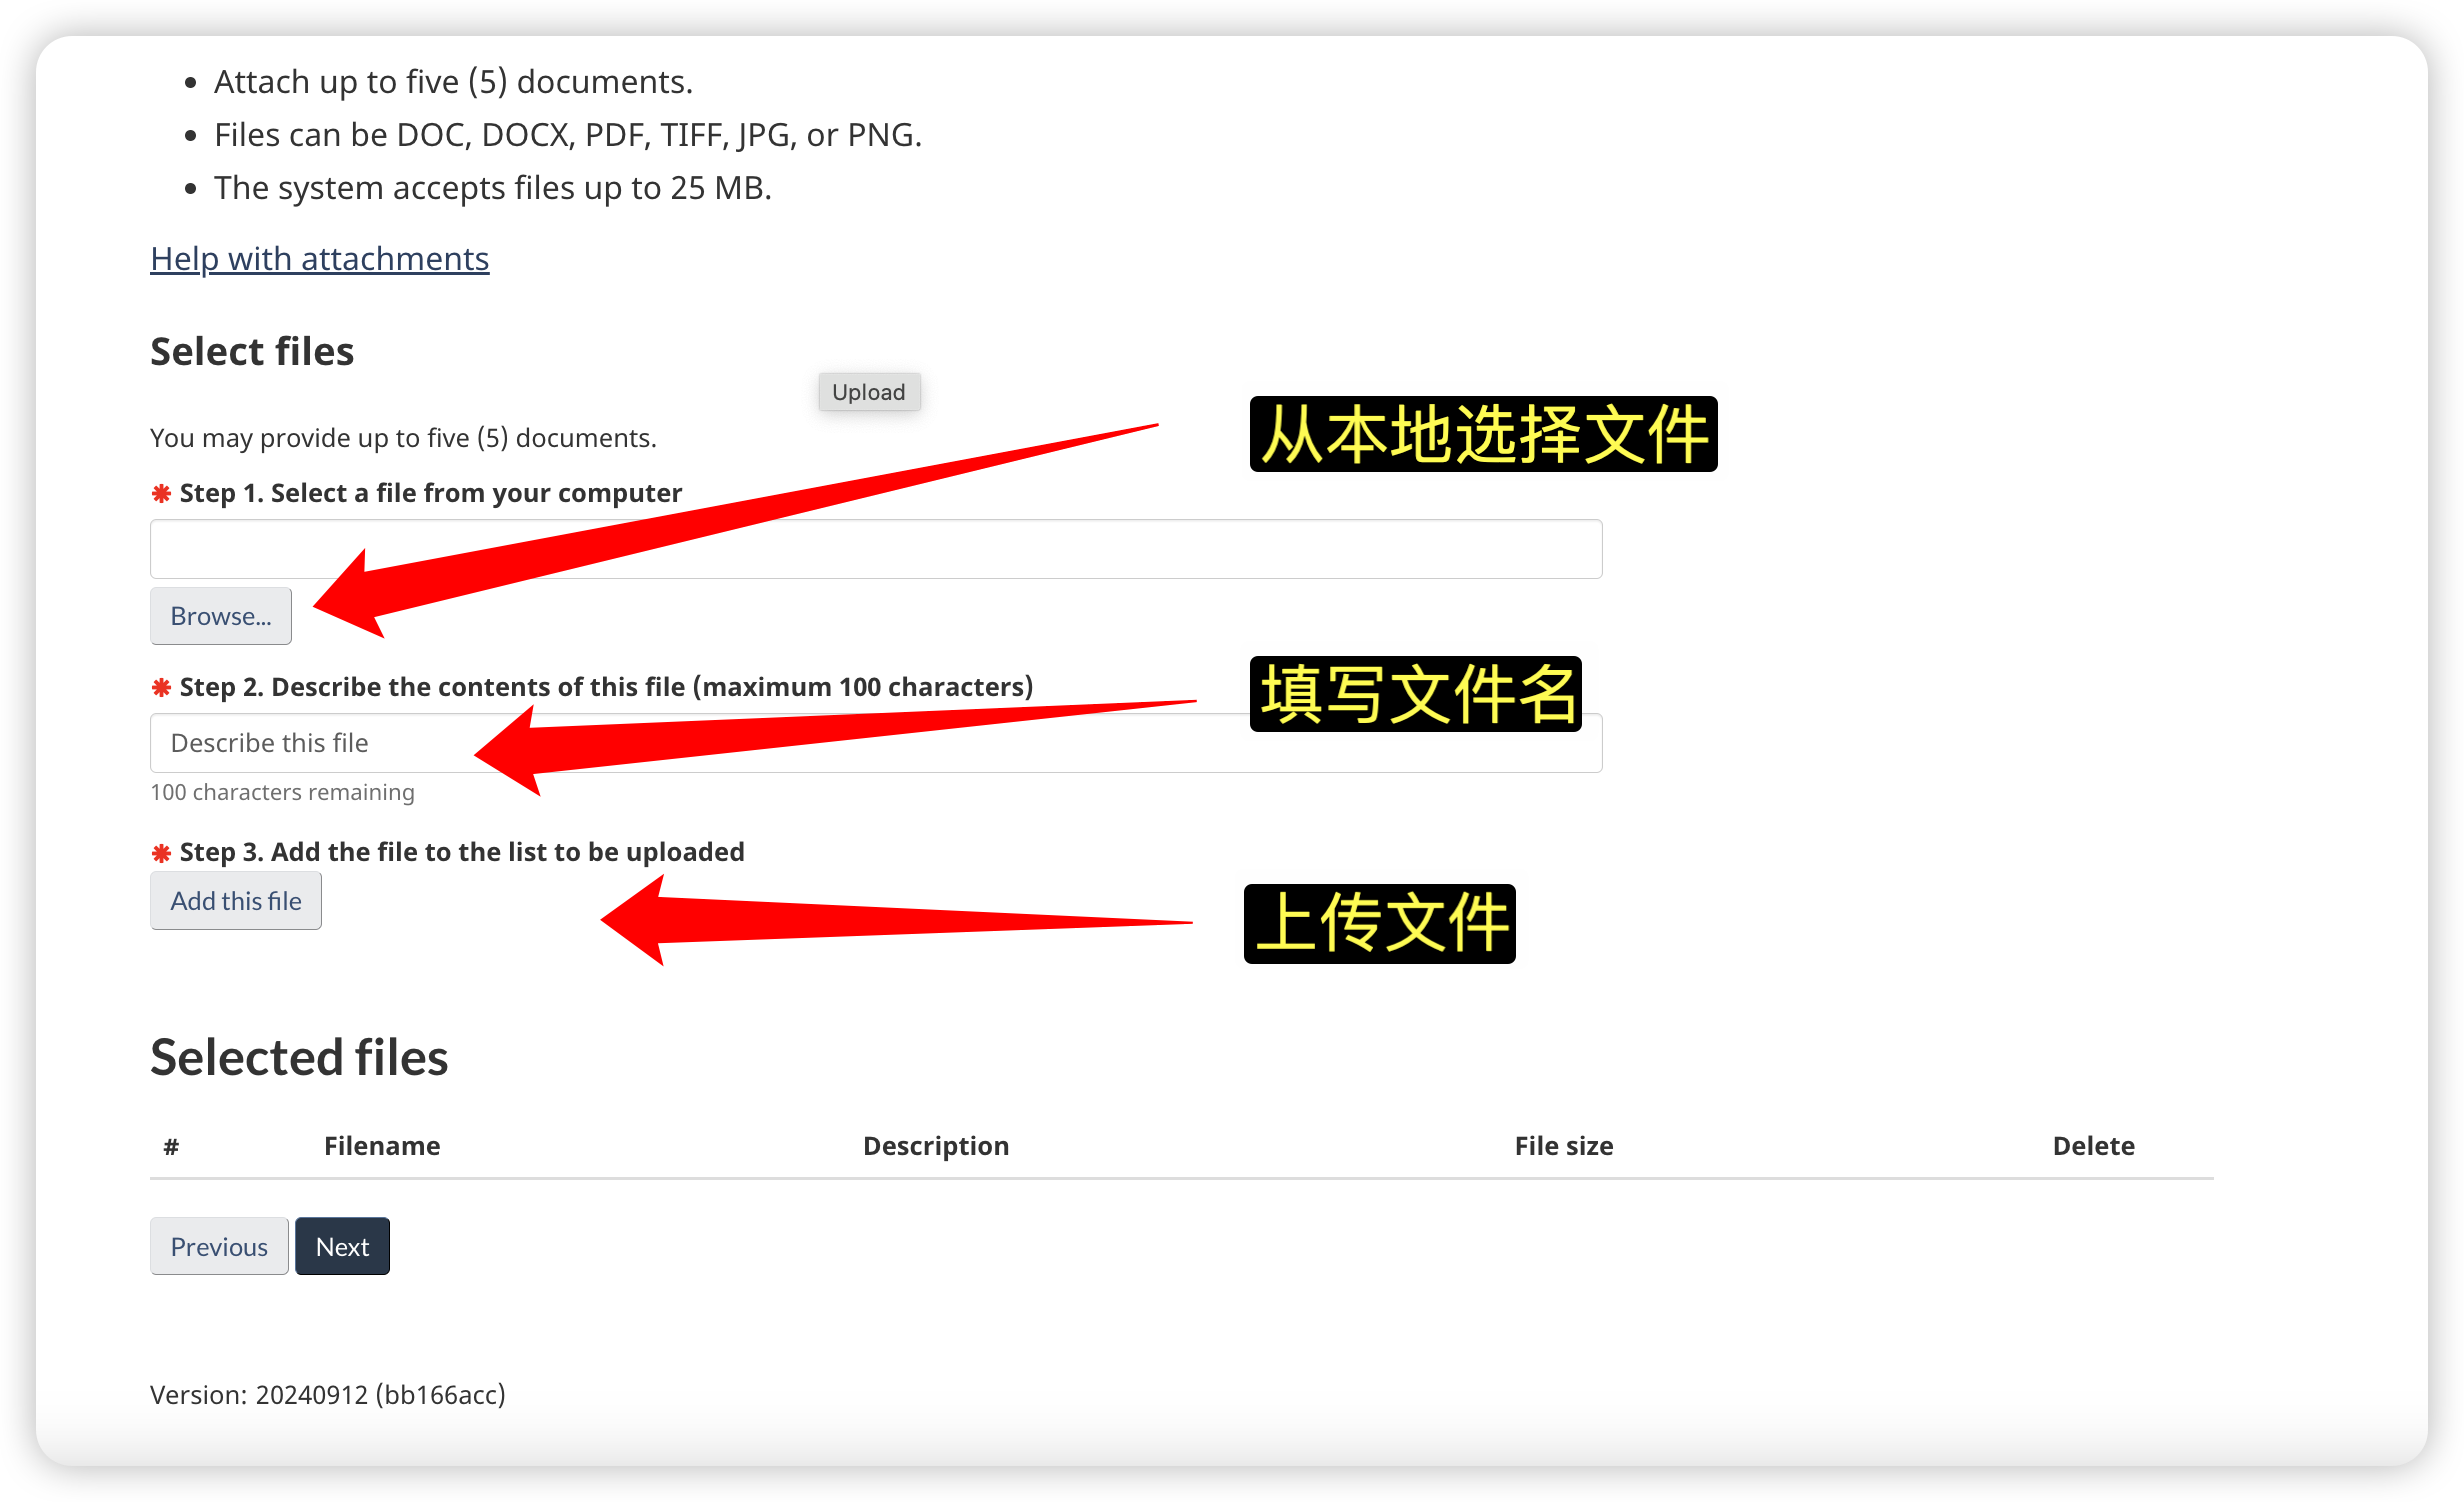 Attach up to five (5) documents.
Files can be DOC, DOCX, PDF, TIFF, JPG, or PNG.
The system accepts files up to 25 MB.
Help with attachments
Select files
Upload
从本地选择文件
You may provide up to five (5) documents.
Step 1. Select a file from your computer
Browse...
填写文件名
Step 2. Describe the contents of this file (maximum 100 characters)
Describe this file
100 characters remaining
Step 3. Add the file to the list to be uploaded
Add this file
上传文件
Selected files
# Filename Description File size Delete
Previous Next
Version: 20240912 (bb166acc)